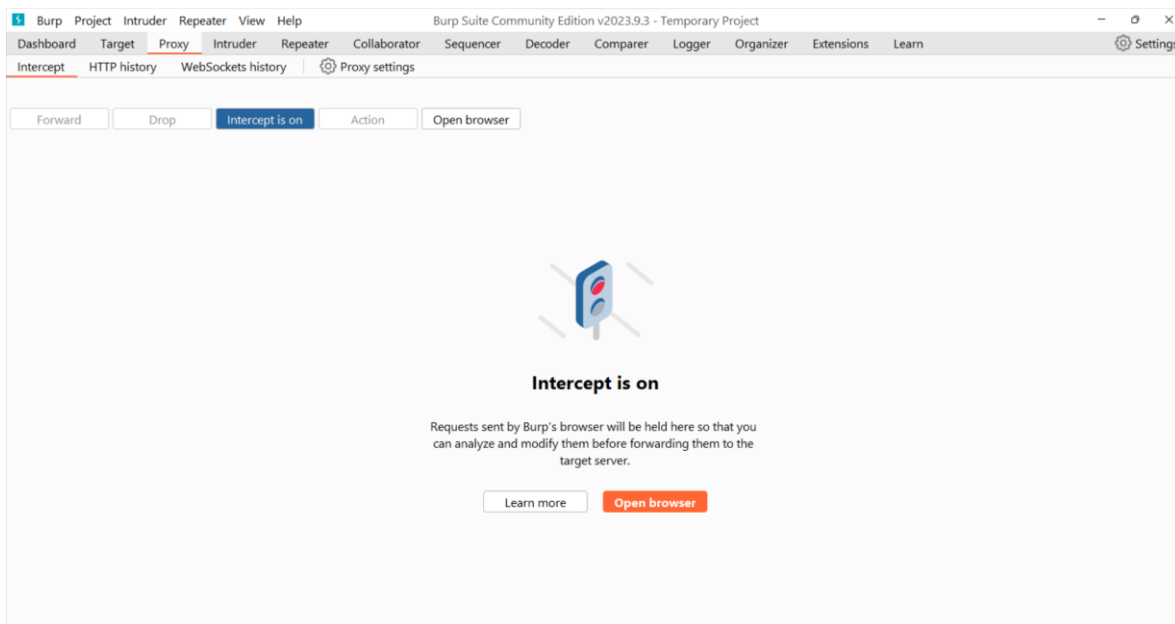 Burp Project Intruder Repeater View Help Burp Suite Community Edition v2023.9.3 - Temporary Project
Dashboard Target Proxy Intruder Repeater Collaborator Sequencer Decoder Comparer Logger Organizer Extensions Learn Settings
Intercept HTTP history WebSockets history Proxy settings
Forward Drop Intercept is on Action Open browser
Intercept is on
Requests sent by Burp's browser will be held here so that you
can analyze and modify them before forwarding them to the
target server.
Learn more Open browser